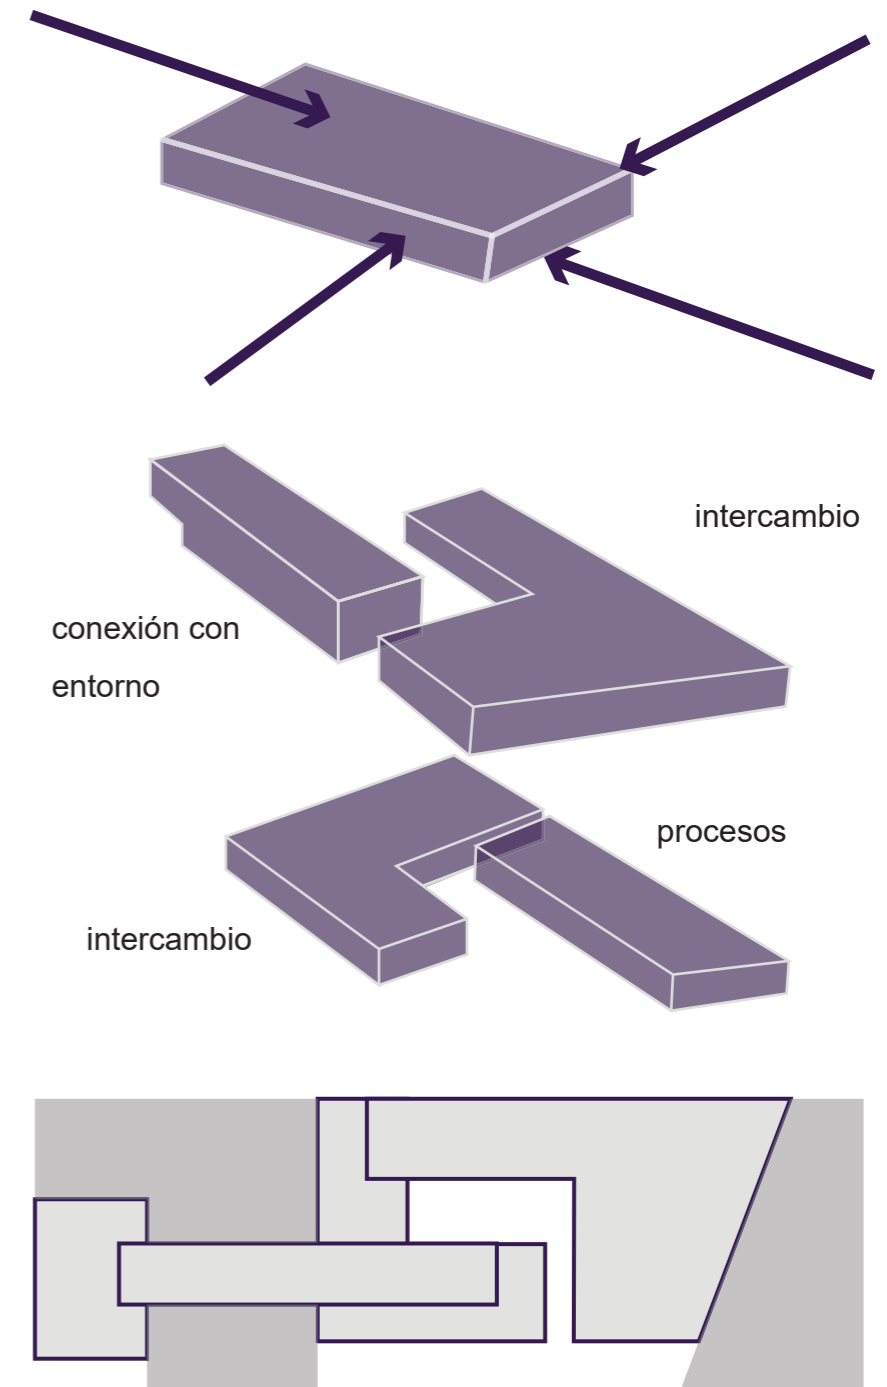 intercambio
conexión con
entorno
procesos
intercambio